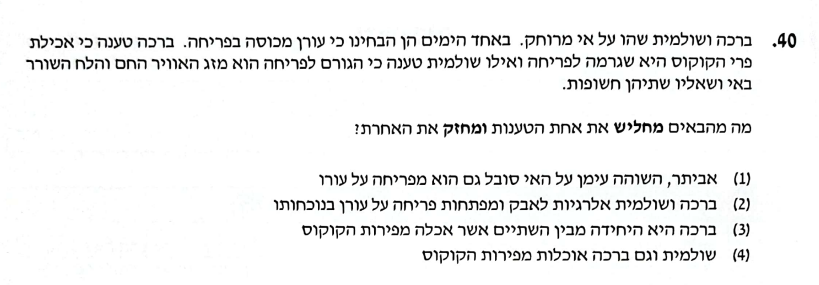 40. ברכה ושולמית שהו על אי מרוחק. באחד הימים הן הבחינו כי עורן מכוסה בפריחה. ברכה טענה כי אכילת
פרי הקוקוס היא שגרמה לפריחה ואילו שולמית טענה כי הגורם לפריחה הוא מזג האוויר החם והלח השורר
באי ושאליו שתיהן חשופות.
מה מהבאים מחליש את אחת הטענות ומחזק את האחרת?
(1) אביתר, השוהה עימן על האי סובל גם הוא מפריחה על עורו
(2) ברכה ושולמית אלרגיות לאבק ומפתחות פריחה על עורן בנוכחותו
(3) ברכה היא היחידה מבין השתיים אשר אכלה מפירות הקוקוס
(4) שולמית וגם ברכה אוכלות מפירות הקוקוס